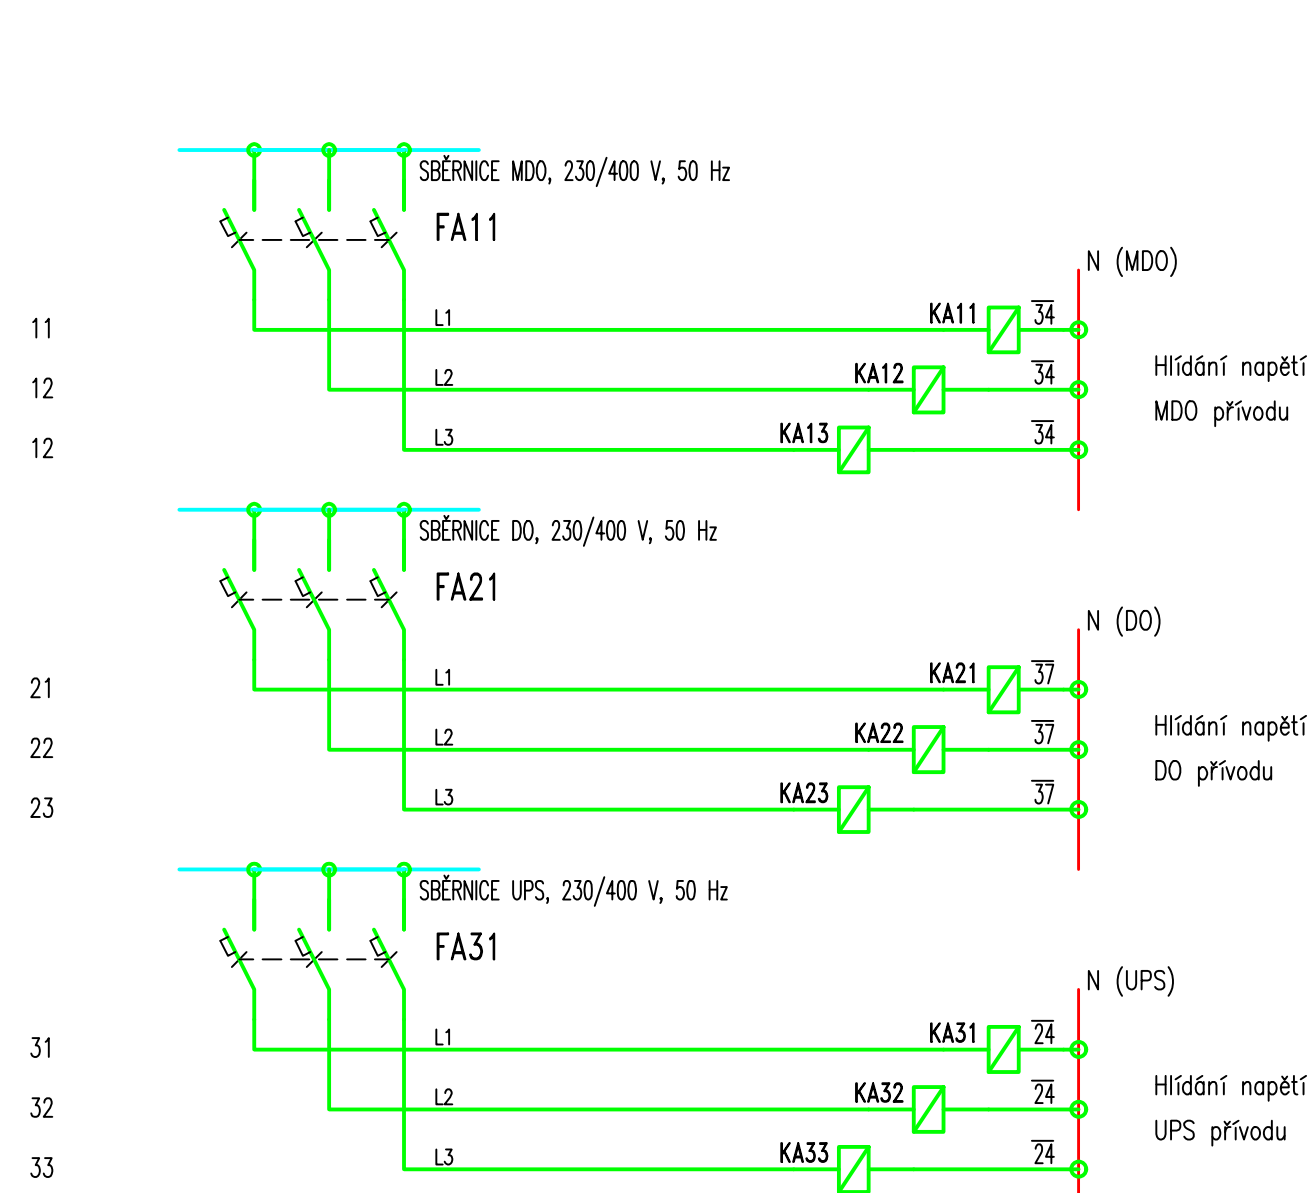 SBĚRNICE MDO, 230/400 V, 50 Hz
FA11
N (MDO)
11 L1 KA11 34
12 L2 KA12 34
Hlídání napětí
MDO přívodu
12 L3 KA13 34
SBĚRNICE DO, 230/400 V, 50 Hz
FA21
N (DO)
21 L1 KA21 37
22 L2 KA22 37
Hlídání napětí
DO přívodu
23 L3 KA23 37
SBĚRNICE UPS, 230/400 V, 50 Hz
FA31
N (UPS)
31 L1 KA31 24
32 L2 KA32 24
Hlídání napětí
UPS přívodu
33 L3 KA33 24